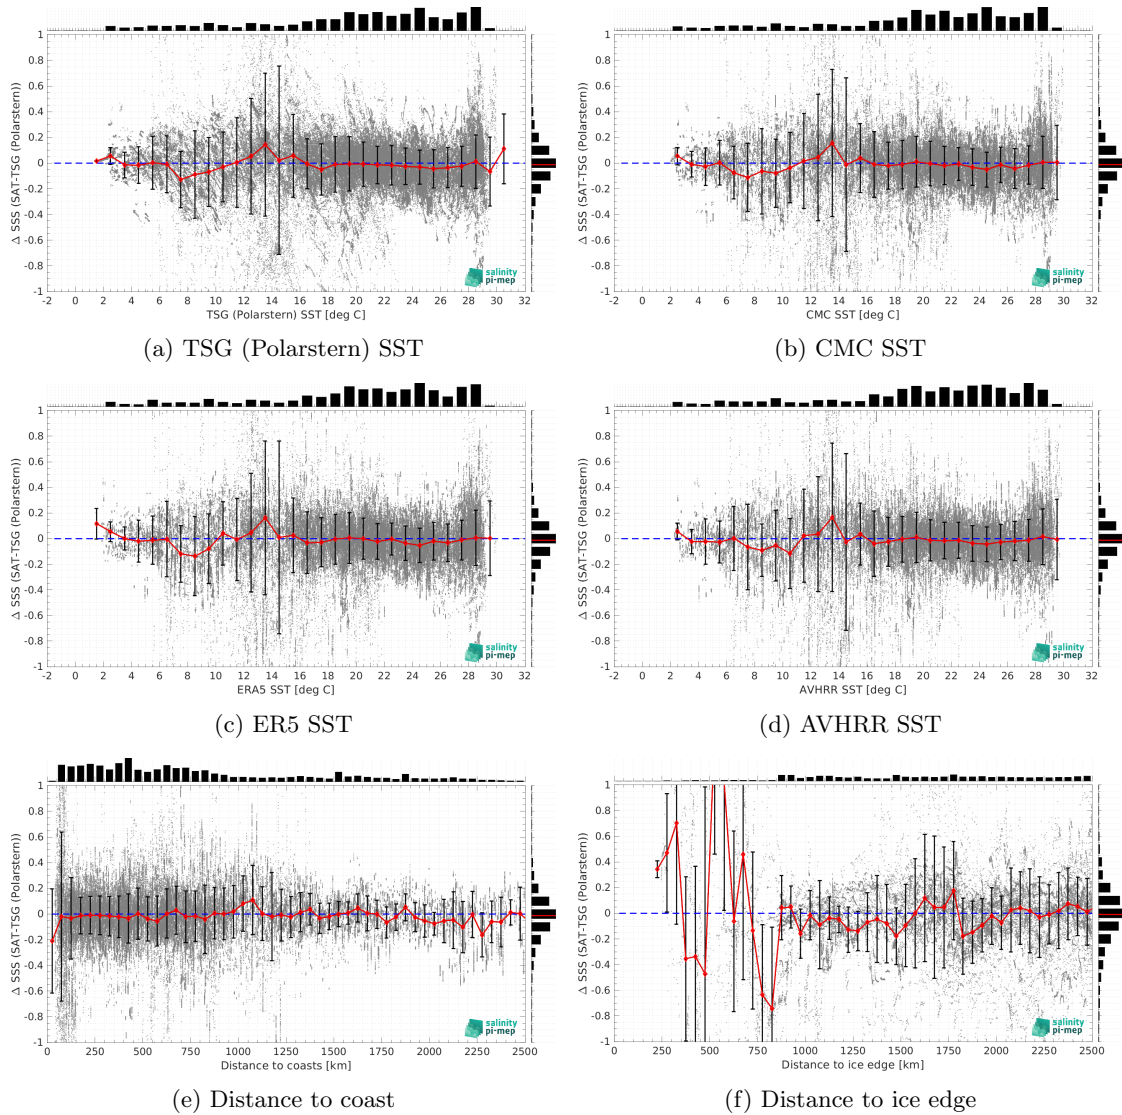 1
0.8
0.6
0.4
0.2
0
-0.2
-0.4
-0.6
-0.8
-1
Δ SSS (SAT-TSG (Polarstern))
-2 0 2 4 6 8 10 12 14 16 18 20 22 24 26 28 30 32
TSG (Polarstern) SST [deg C]
salinity
pi-mep
(a) TSG (Polarstern) SST
1
0.8
0.6
0.4
0.2
0
-0.2
-0.4
-0.6
-0.8
-1
Δ SSS (SAT-TSG (Polarstern))
-2 0 2 4 6 8 10 12 14 16 18 20 22 24 26 28 30 32
CMC SST [deg C]
salinity
pi-mep
(b) CMC SST
1
0.8
0.6
0.4
0.2
0
-0.2
-0.4
-0.6
-0.8
-1
Δ SSS (SAT-TSG (Polarstern))
-2 0 2 4 6 8 10 12 14 16 18 20 22 24 26 28 30 32
ERA5 SST [deg C]
salinity
pi-mep
(c) ER5 SST
1
0.8
0.6
0.4
0.2
0
-0.2
-0.4
-0.6
-0.8
-1
Δ SSS (SAT-TSG (Polarstern))
-2 0 2 4 6 8 10 12 14 16 18 20 22 24 26 28 30 32
AVHRR SST [deg C]
salinity
pi-mep
(d) AVHRR SST
1
0.8
0.6
0.4
0.2
0
-0.2
-0.4
-0.6
-0.8
-1
Δ SSS (SAT-TSG (Polarstern))
0 250 500 750 1000 1250 1500 1750 2000 2250 2500
Distance to coasts [km]
salinity
pi-mep
(e) Distance to coast
1
0.8
0.6
0.4
0.2
0
-0.2
-0.4
-0.6
-0.8
-1
Δ SSS (SAT-TSG (Polarstern))
0 250 500 750 1000 1250 1500 1750 2000 2250 2500
Distance to ice edge [km]
salinity
pi-mep
(f) Distance to ice edge